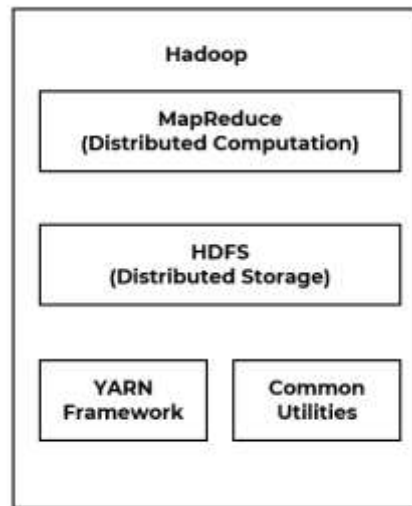 Hadoop
MapReduce
(Distributed Computation)
HDFS
(Distributed Storage)
YARN
Framework
Common
Utilities